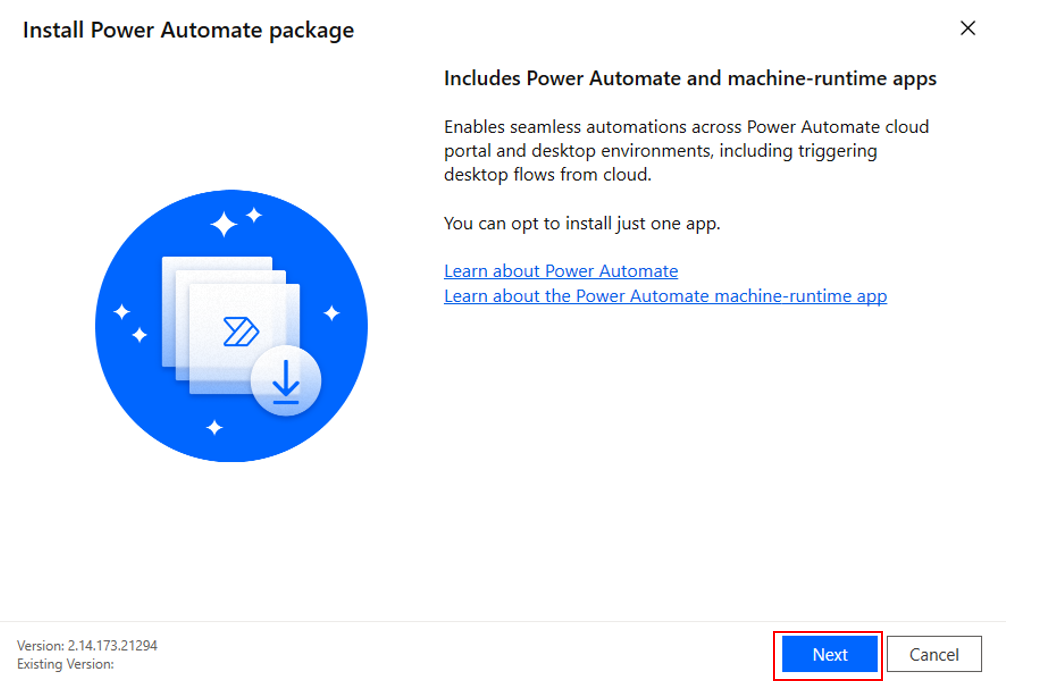 Install Power Automate package
Includes Power Automate and machine-runtime apps
Enables seamless automations across Power Automate cloud
portal and desktop environments, including triggering
desktop flows from cloud.
You can opt to install just one app.
Learn about Power Automate
Learn about the Power Automate machine-runtime app
Version: 2.14.173.21294
Existing Version:
Next
Cancel